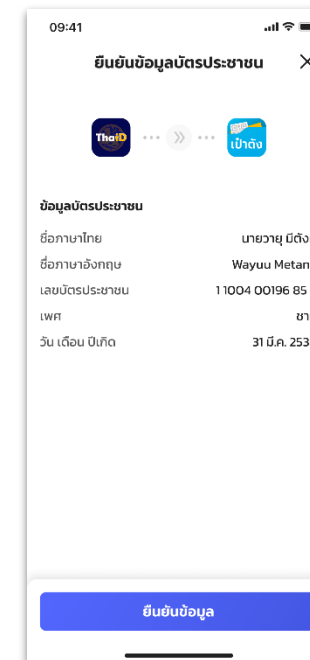 09:41
ยืนยันข้อมูลบัตรประชาชน
ThaID
เป๋าตัง
ข้อมูลบัตรประชาชน
ชื่อภาษาไทย นายวายุ มีตัง
ชื่อภาษาอังกฤษ Wayuu Metan
เลขบัตรประชาชน 1 1004 00196 85
เพศ ชา
วัน เดือน ปีเกิด 31 มี.ค. 253
ยืนยันข้อมูล